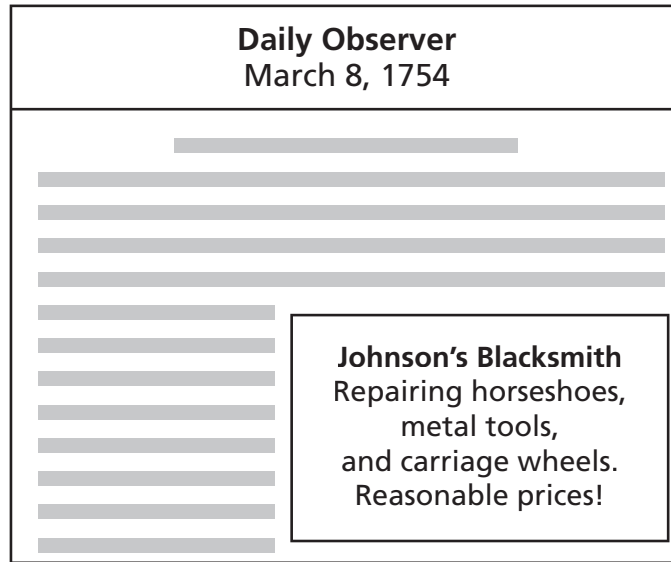 Daily Observer
March 8, 1754
Johnson’s Blacksmith
Repairing horseshoes,
metal tools,
and carriage wheels.
Reasonable prices!